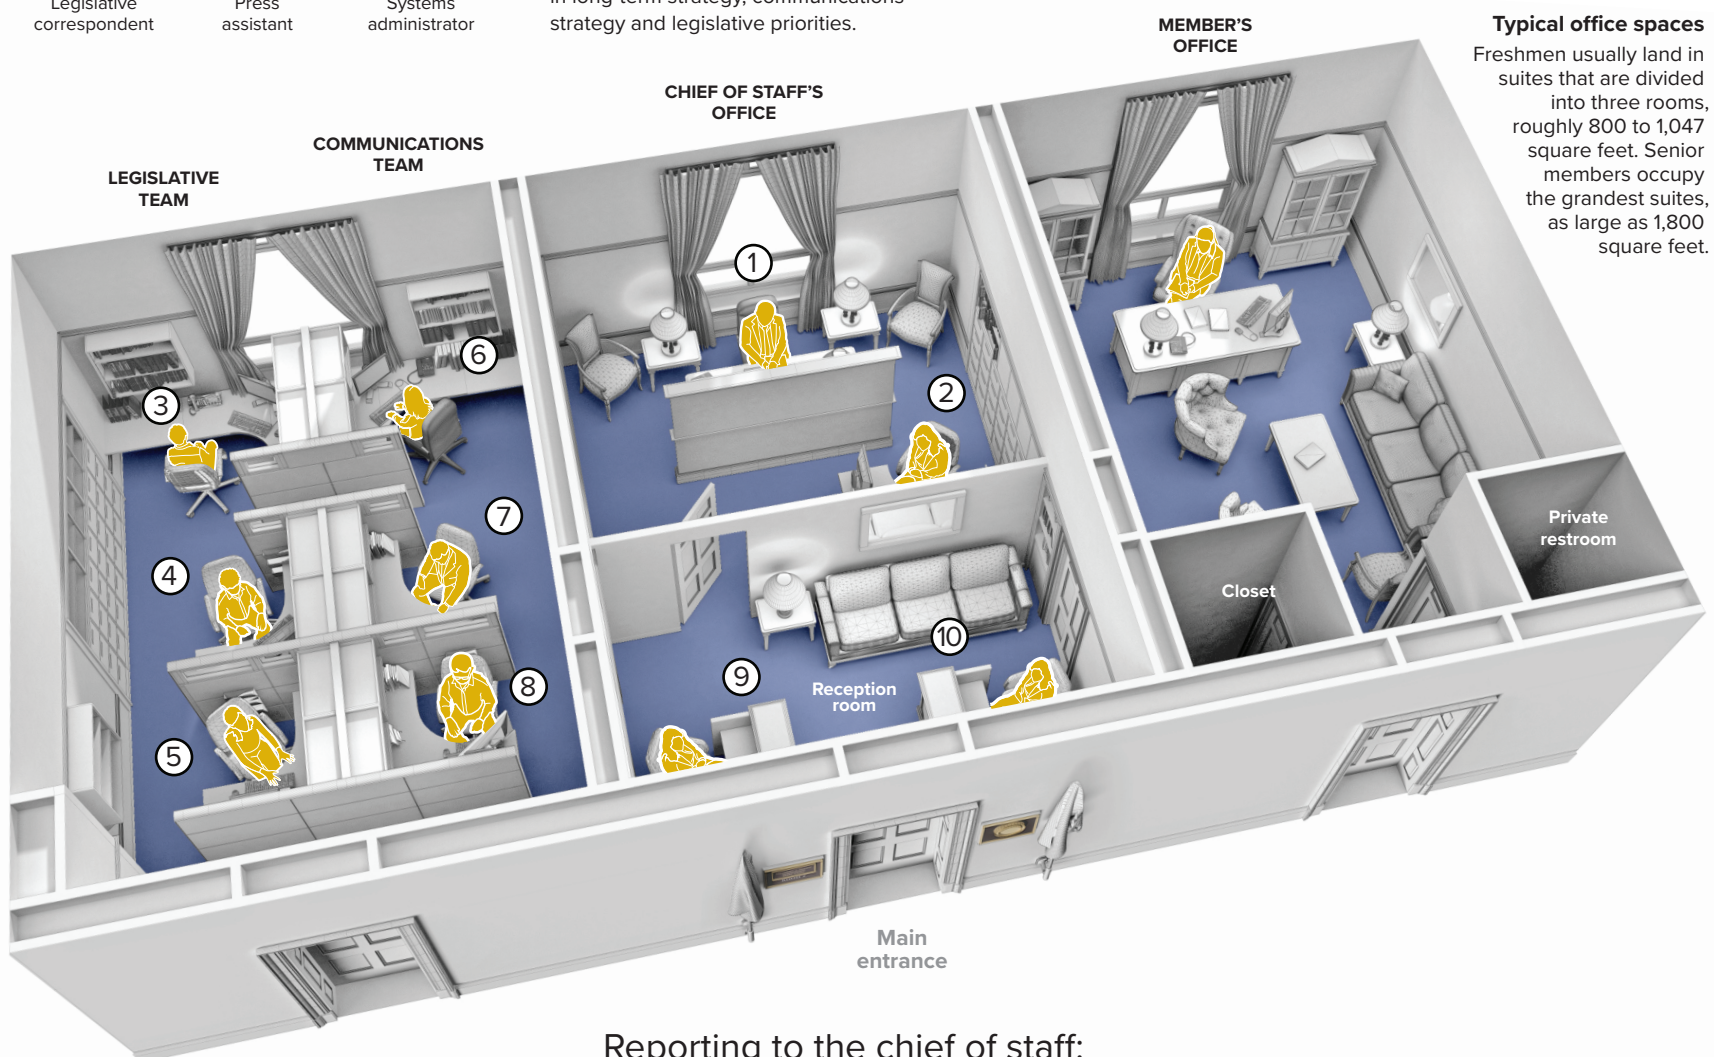 Legislative
correspondent
Press
assistant
Systems
administrator
strategy and legislative priorities.
MEMBER'S
OFFICE
Typical office spaces
Freshmen usually land in
suites that are divided
into three rooms,
roughly 800 to 1,047
square feet. Senior
members occupy
the grandest suites,
as large as 1,800
square feet.
CHIEF OF STAFF'S
OFFICE
COMMUNICATIONS
TEAM
LEGISLATIVE
TEAM
1
2
3
4
5
6
7
8
9
10
Reception
room
Closet
Private
restroom
Main
entrance
Reporting to the chief of staff: